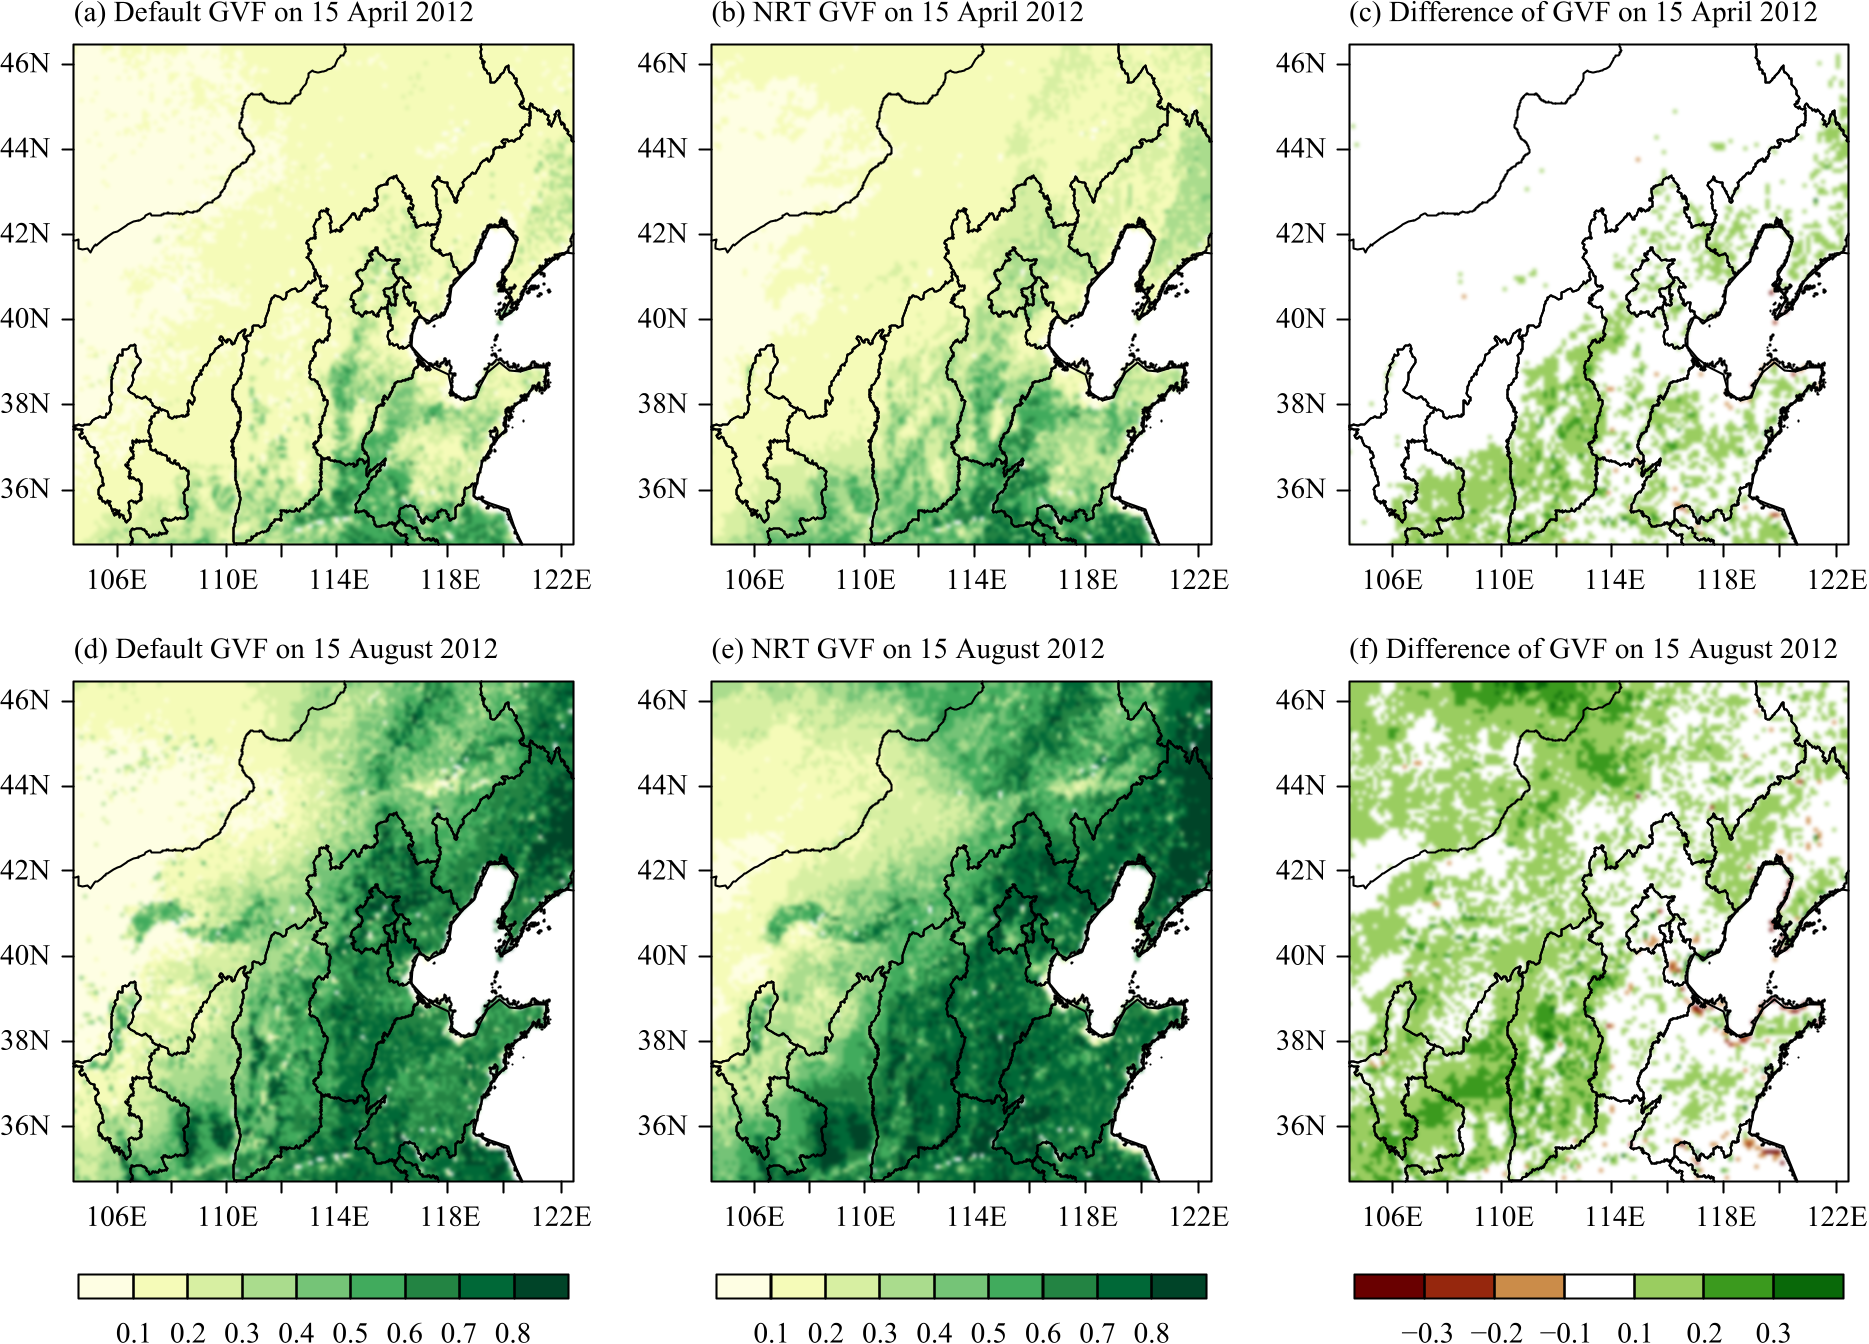 (a) Default GVF on 15 April 2012
(b) NRT GVF on 15 April 2012
(c) Difference of GVF on 15 April 2012
46N
44N
42N
40N
38N
36N
106E 110E 114E 118E 122E
46N
44N
42N
40N
38N
36N
106E 110E 114E 118E 122E
46N
44N
42N
40N
38N
36N
106E 110E 114E 118E 122E
(d) Default GVF on 15 August 2012
(e) NRT GVF on 15 August 2012
(f) Difference of GVF on 15 August 2012
46N
44N
42N
40N
38N
36N
106E 110E 114E 118E 122E
46N
44N
42N
40N
38N
36N
106E 110E 114E 118E 122E
46N
44N
42N
40N
38N
36N
106E 110E 114E 118E 122E
0.1 0.2 0.3 0.4 0.5 0.6 0.7 0.8
0.1 0.2 0.3 0.4 0.5 0.6 0.7 0.8
−0.3 −0.2 −0.1 0.1 0.2 0.3